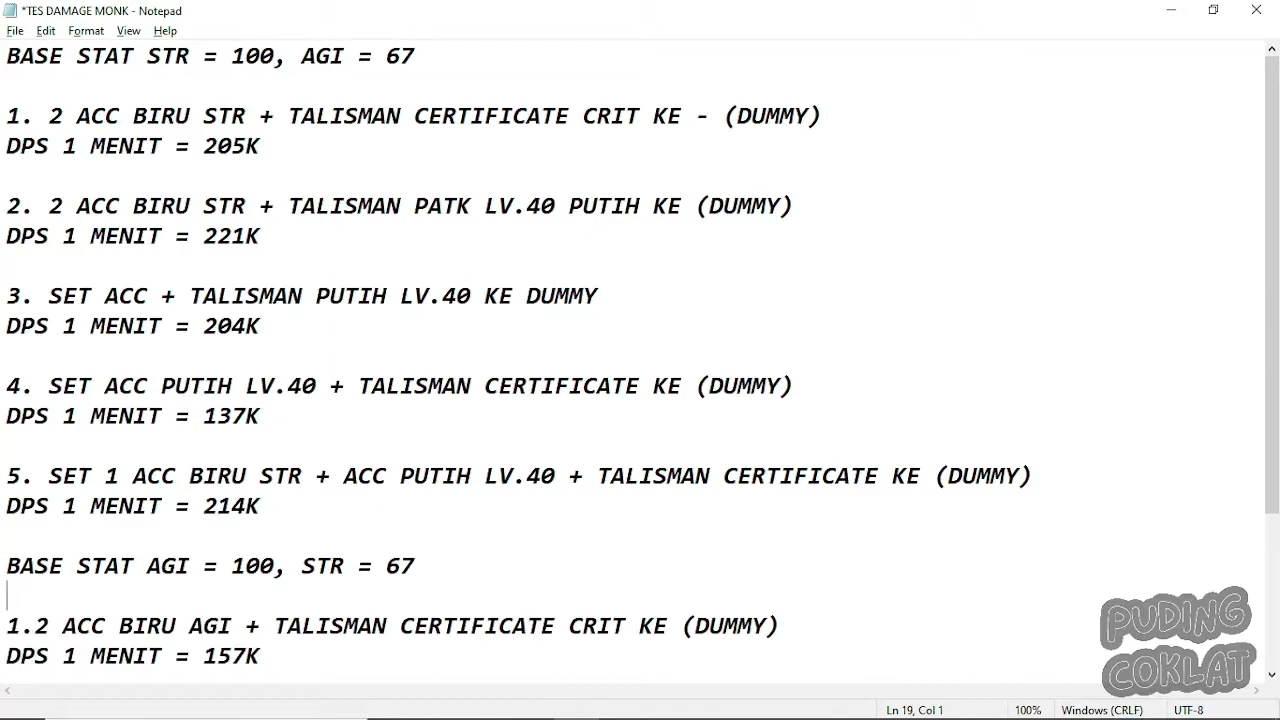 *TES DAMAGE MONK - Notepad
File Edit Format View Help
BASE STAT STR = 100, AGI = 67
1. 2 ACC BIRU STR + TALISMAN CERTIFICATE CRIT KE - (DUMMY)
DPS 1 MENIT = 205K
2. 2 ACC BIRU STR + TALISMAN PATK LV.40 PUTIH KE (DUMMY)
DPS 1 MENIT = 221K
3. SET ACC + TALISMAN PUTIH LV.40 KE DUMMY
DPS 1 MENIT = 204K
4. SET ACC PUTIH LV.40 + TALISMAN CERTIFICATE KE (DUMMY)
DPS 1 MENIT = 137K
5. SET 1 ACC BIRU STR + ACC PUTIH LV.40 + TALISMAN CERTIFICATE KE (DUMMY)
DPS 1 MENIT = 214K
BASE STAT AGI = 100, STR = 67
1.2 ACC BIRU AGI + TALISMAN CERTIFICATE CRIT KE (DUMMY)
DPS 1 MENIT = 157K
PUDING
COKLAT
Ln 19, Col 1 100% Windows (CRLF) UTF-8